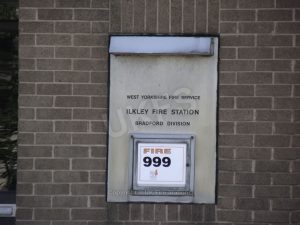 WEST YORKSHIRE FIRE SERVICE
ILKLEY FIRE STATION
BRADFORD DIVISION
FIRE
999